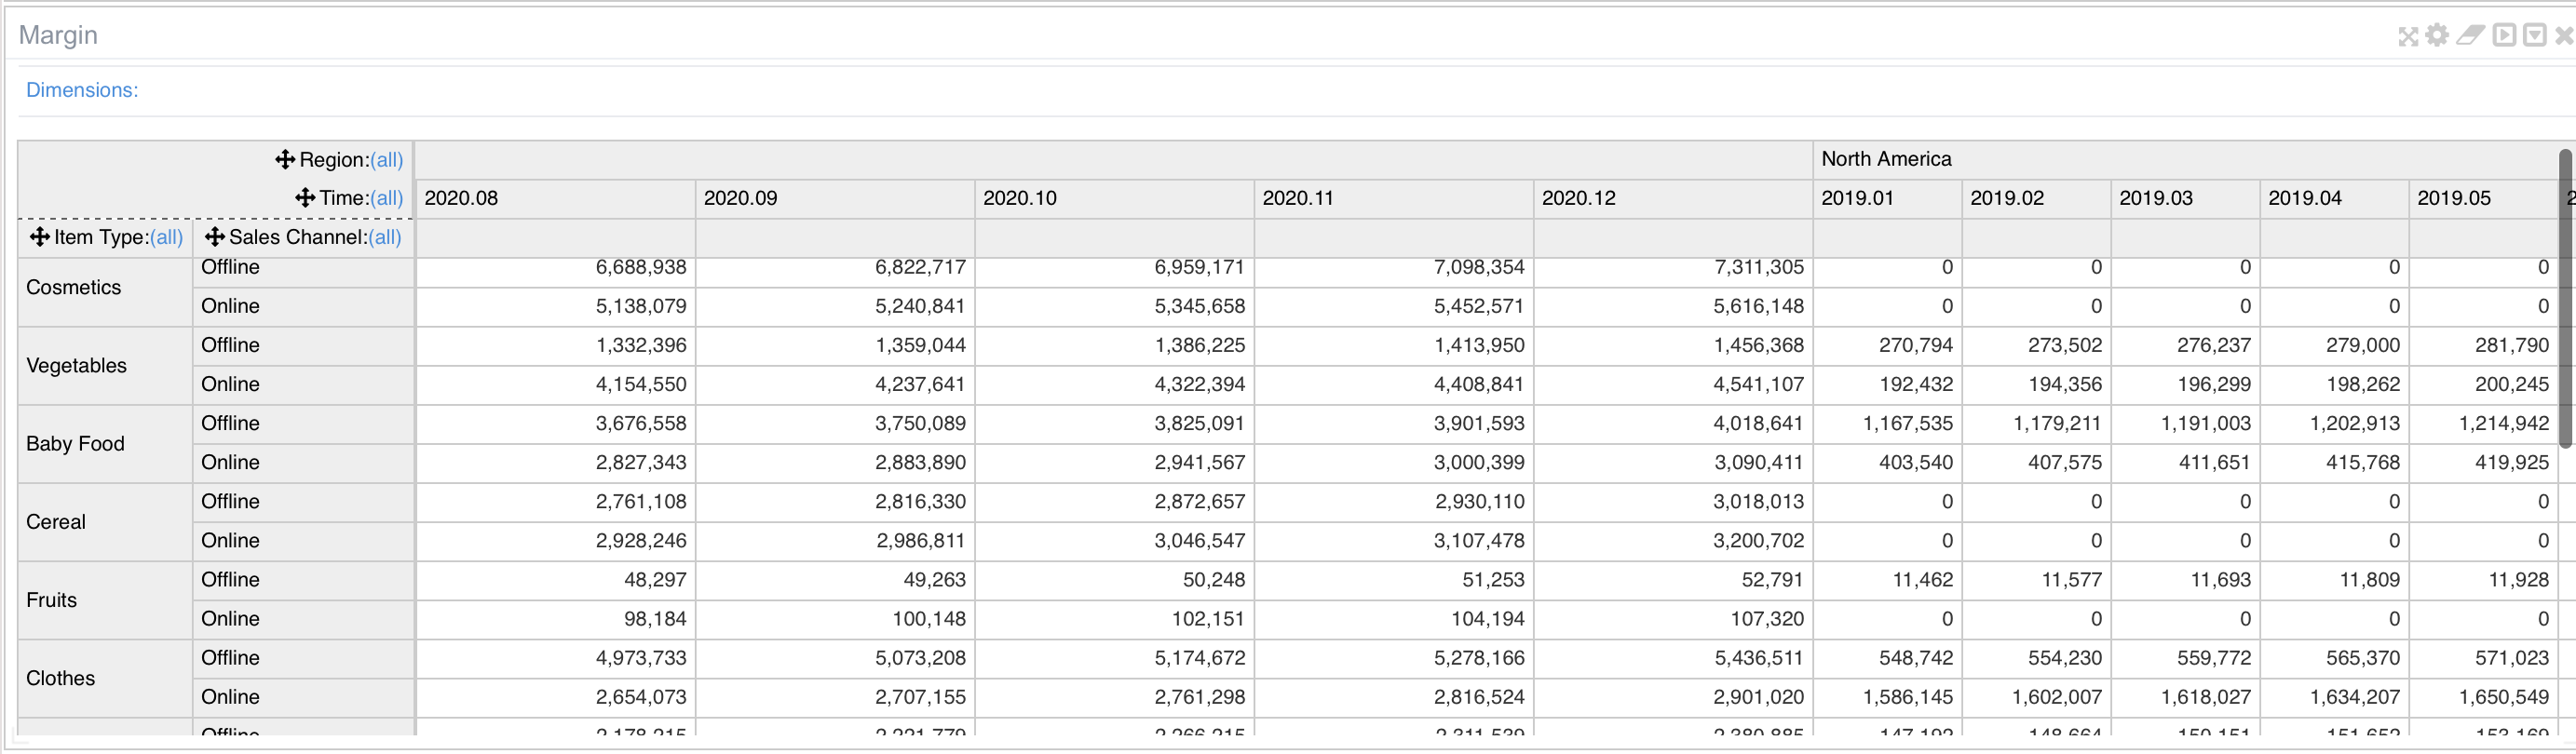 Margin
Dimensions:
Region:(all) North America
Time:(all) 2020.08 2020.09 2020.10 2020.11 2020.12 2019.01 2019.02 2019.03 2019.04 2019.05
Item Type:(all) Sales Channel:(all)
Cosmetics Offline 6,688,938 6,822,717 6,959,171 7,098,354 7,311,305 0 0 0 0 0
Online 5,138,079 5,240,841 5,345,658 5,452,571 5,616,148 0 0 0 0 0
Vegetables Offline 1,332,396 1,359,044 1,386,225 1,413,950 1,456,368 270,794 273,502 276,237 279,000 281,790
Online 4,154,550 4,237,641 4,322,394 4,408,841 4,541,107 192,432 194,356 196,299 198,262 200,245
Baby Food Offline 3,676,558 3,750,089 3,825,091 3,901,593 4,018,641 1,167,535 1,179,211 1,191,003 1,202,913 1,214,942
Online 2,827,343 2,883,890 2,941,567 3,000,399 3,090,411 403,540 407,575 411,651 415,768 419,925
Cereal Offline 2,761,108 2,816,330 2,872,657 2,930,110 3,018,013 0 0 0 0 0
Online 2,928,246 2,986,811 3,046,547 3,107,478 3,200,702 0 0 0 0 0
Fruits Offline 48,297 49,263 50,248 51,253 52,791 11,462 11,577 11,693 11,809 11,928
Online 98,184 100,148 102,151 104,194 107,320 0 0 0 0 0
Clothes Offline 4,973,733 5,073,208 5,174,672 5,278,166 5,436,511 548,742 554,230 559,772 565,370 571,023
Online 2,654,073 2,707,155 2,761,298 2,816,524 2,901,020 1,586,145 1,602,007 1,618,027 1,634,207 1,650,549
Offline